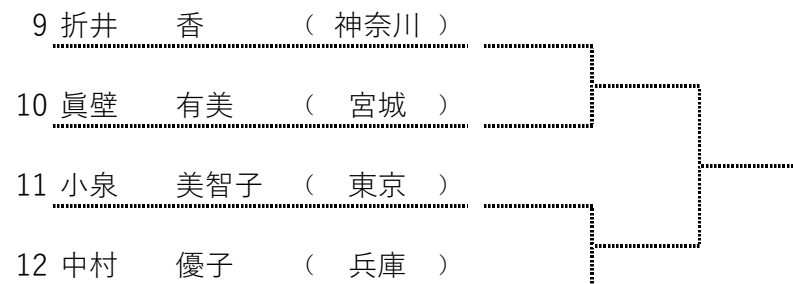 9 折井 香 ( 神奈川 )
10 眞壁 有美 ( 宮城 )
11 小泉 美智子 ( 東京 )
12 中村 優子 ( 兵庫 )